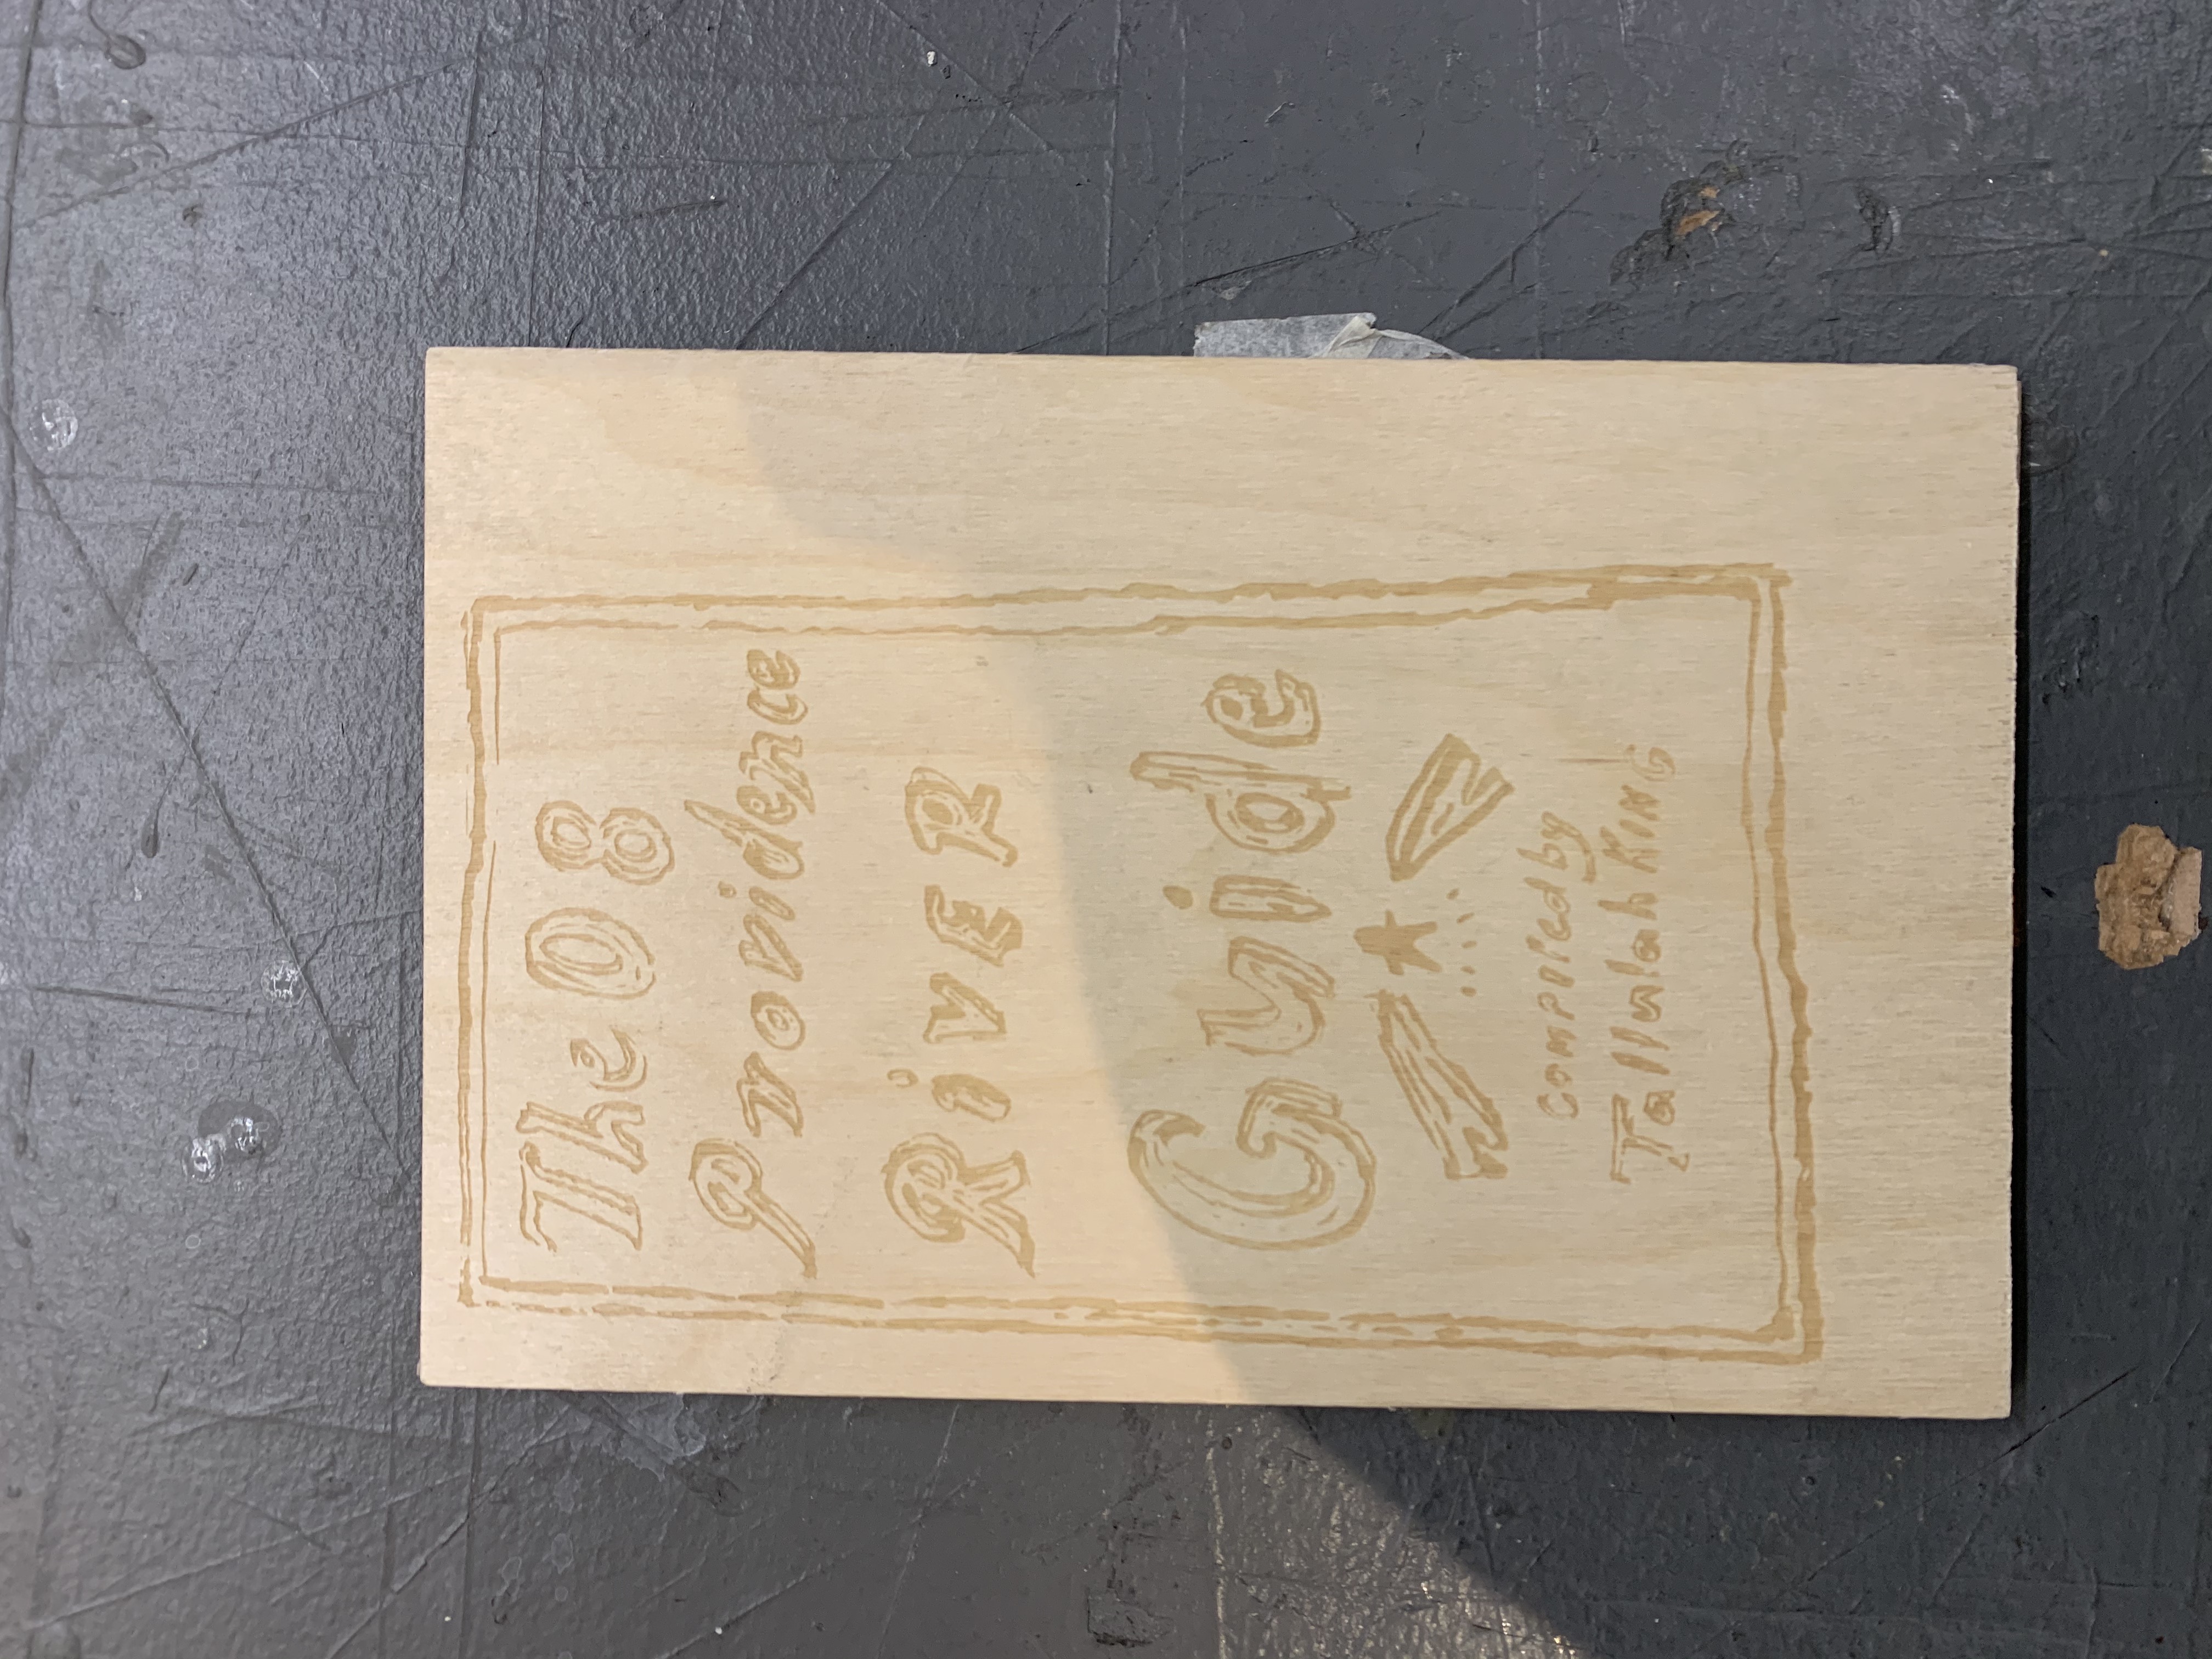 The 08
Providence
RivER
Guide
compiled by
Tallulah KING